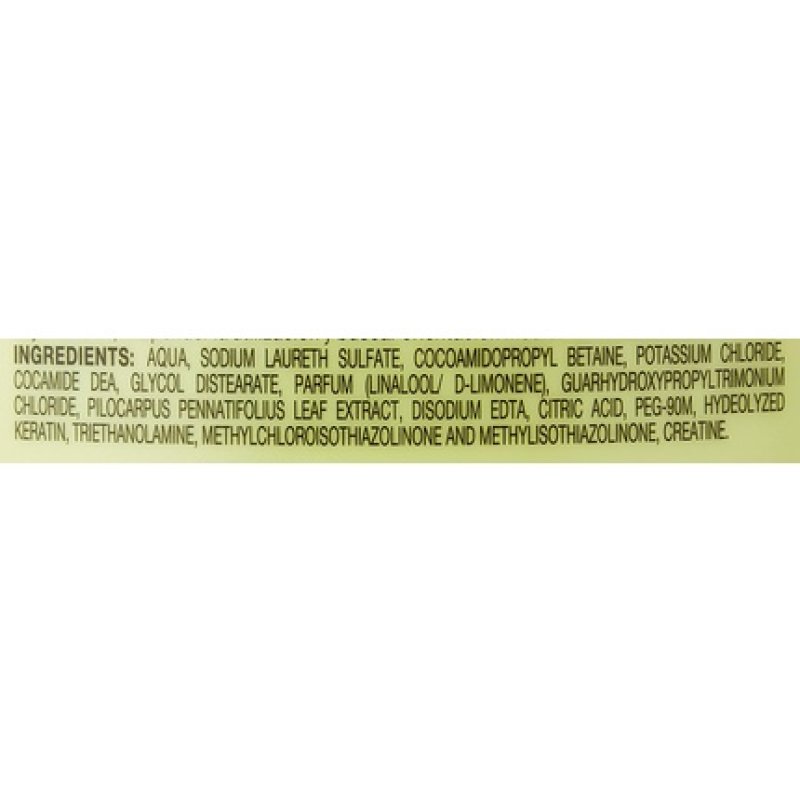 INGREDIENTS: AQUA, SODIUM LAURETH SULFATE, COCOAMIDOPROPYL BETAINE, POTASSIUM CHLORIDE,
COCAMIDE DEA, GLYCOL DISTEARATE, PARFUM (LINALOOL/ D-LIMONENE), GUARHYDROXYPROPYLTRIMONIUM
CHLORIDE, PILOCARPUS PENNATIFOLIUS LEAF EXTRACT, DISODIUM EDTA, CITRIC ACID, PEG-90M, HYDEOLYZED
KERATIN, TRIETHANOLAMINE, METHYLCHLOROISOTHIAZOLINONE AND METHYLISOTHIAZOLINONE, CREATINE.